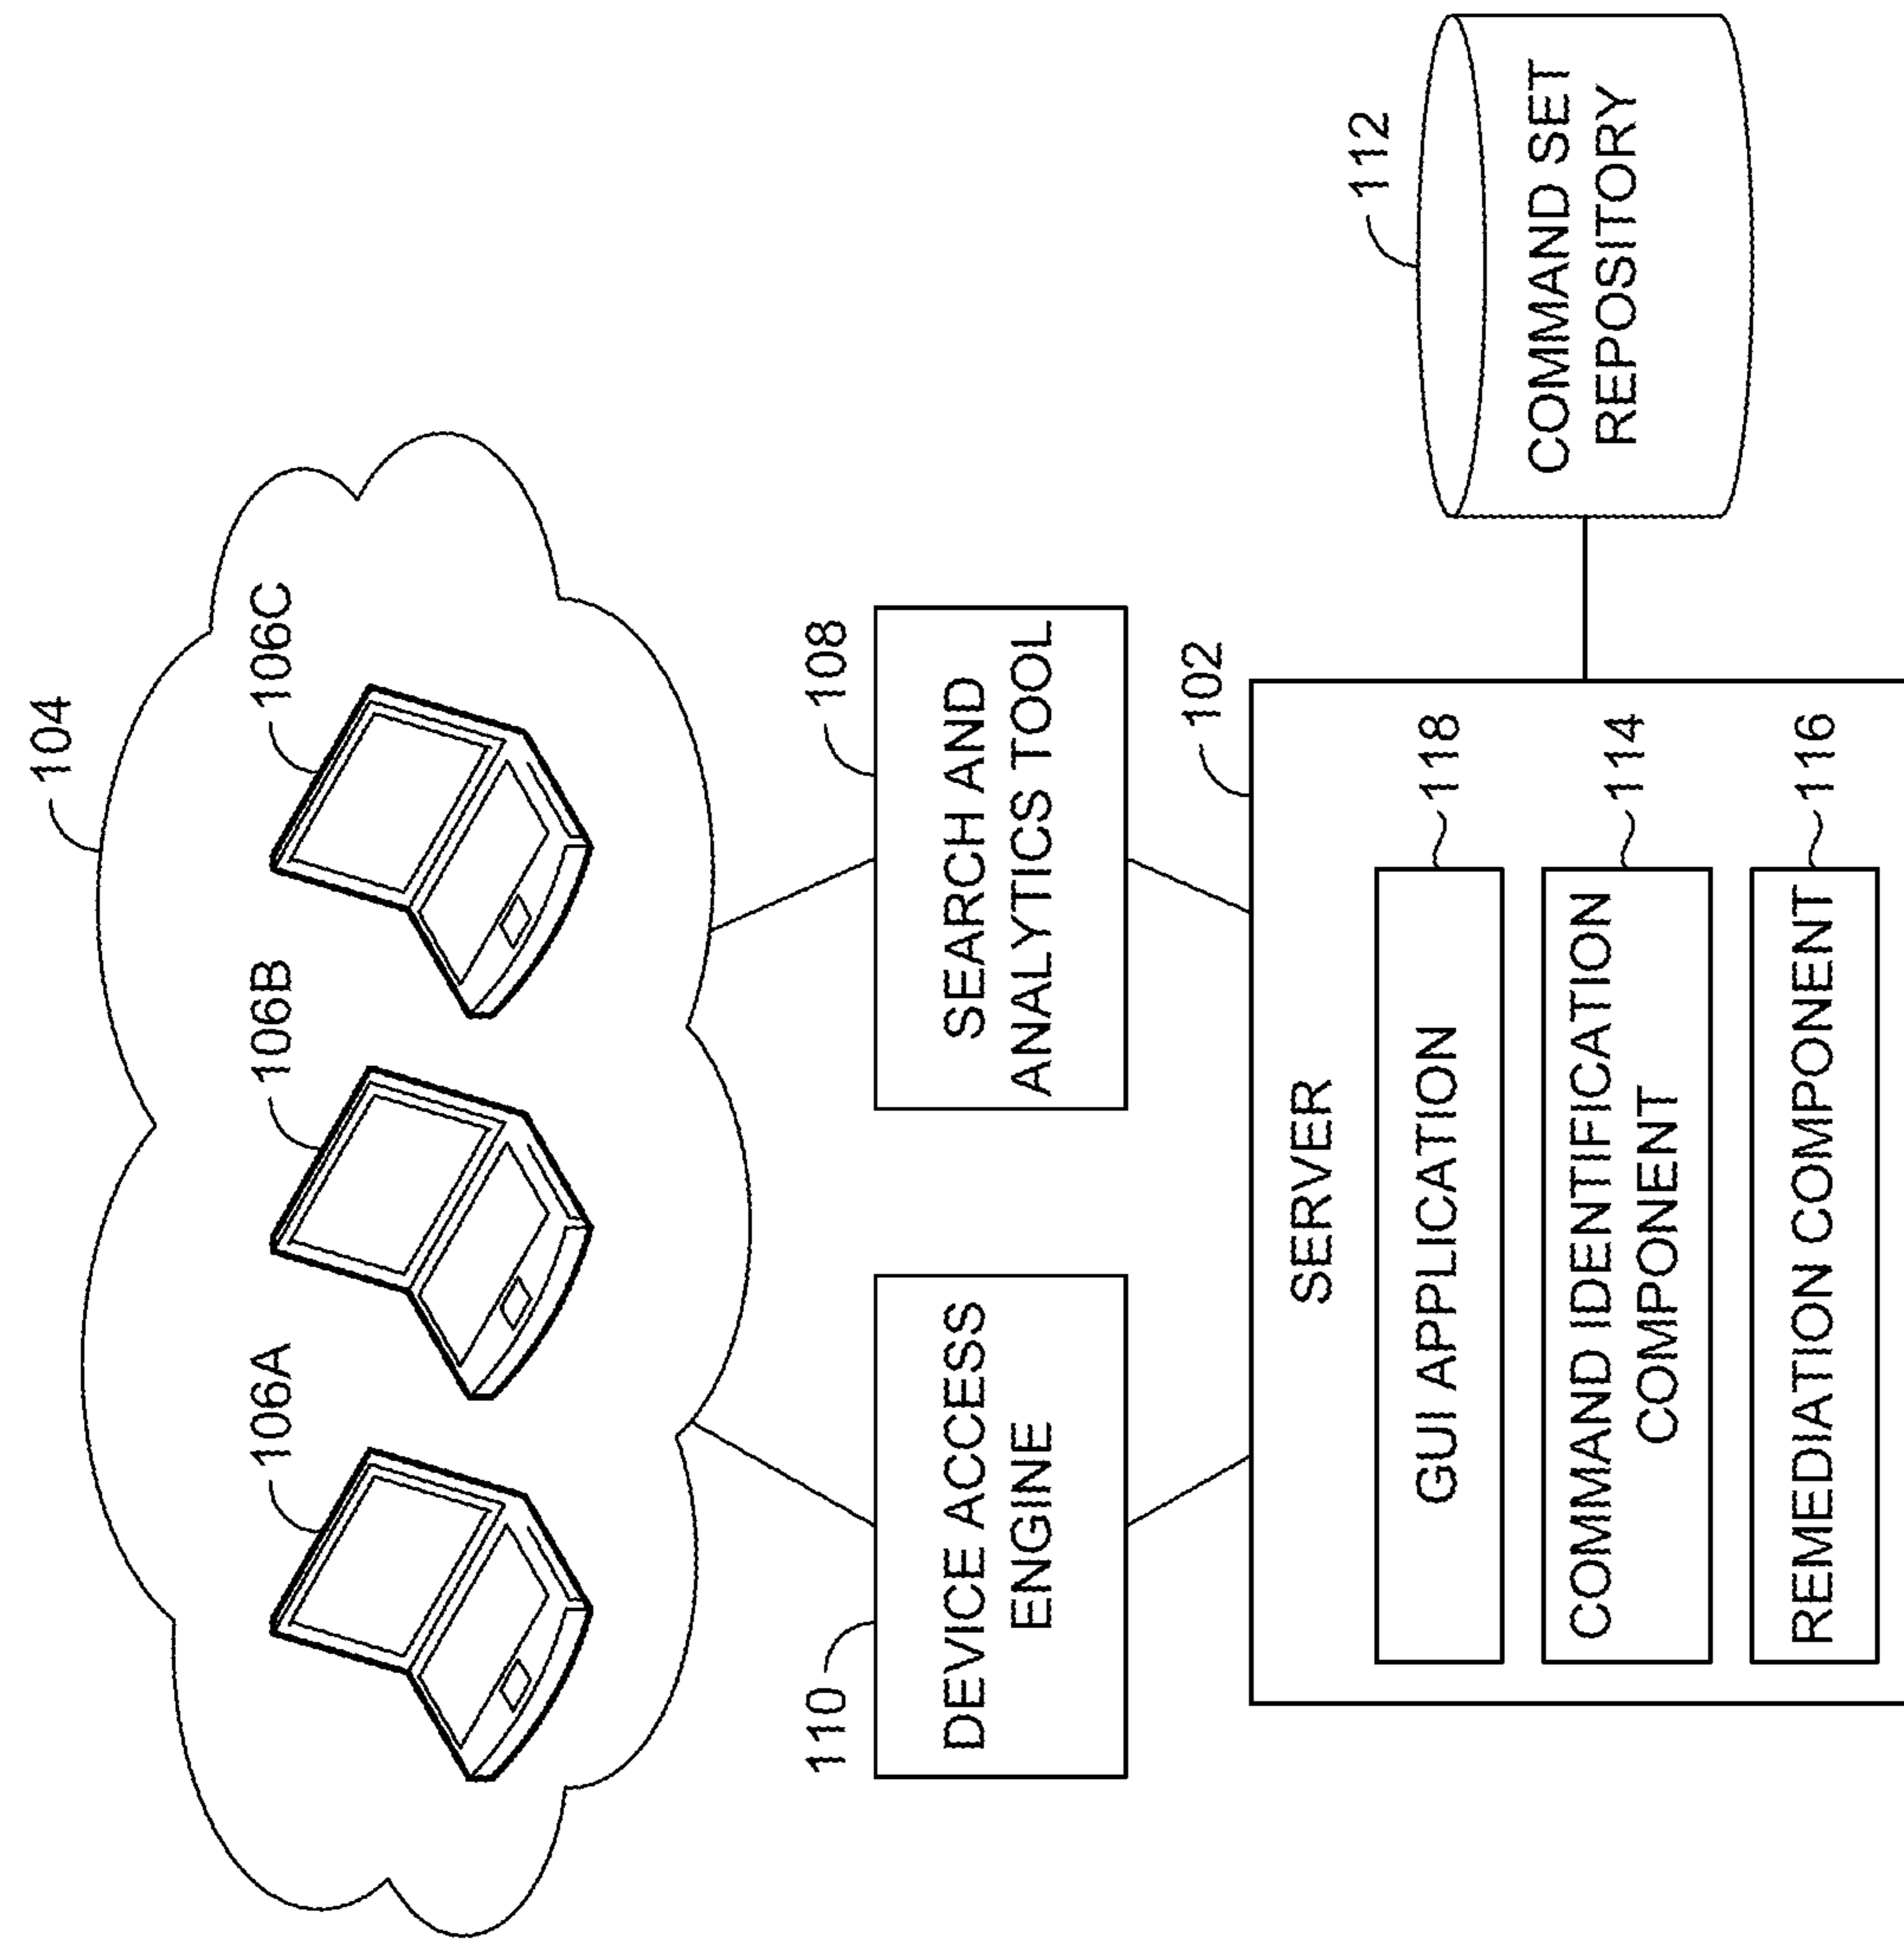 104
106A
106B
106C
110
DEVICE ACCESS
ENGINE
108
SEARCH AND
ANALYTICS TOOL
102
SERVER
GUI APPLICATION
118
COMMAND IDENTIFICATION
COMPONENT
114
REMEDIATION COMPONENT
116
112
COMMAND SET
REPOSITORY